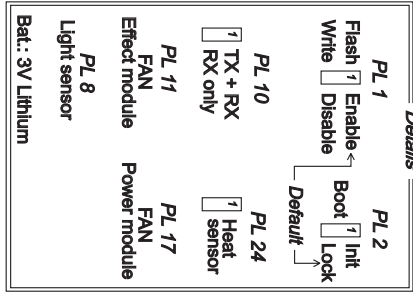 Details
PL 1
Flash 1 Enable
Write Disable
PL 2
Boot 1 Init
Lock
Default
PL 10
1 TX + RX
RX only
PL 24
1 Heat
sensor
PL 11
FAN
Effect module
PL 17
FAN
Power module
PL 8
Light sensor
Bat.: 3V Lithium